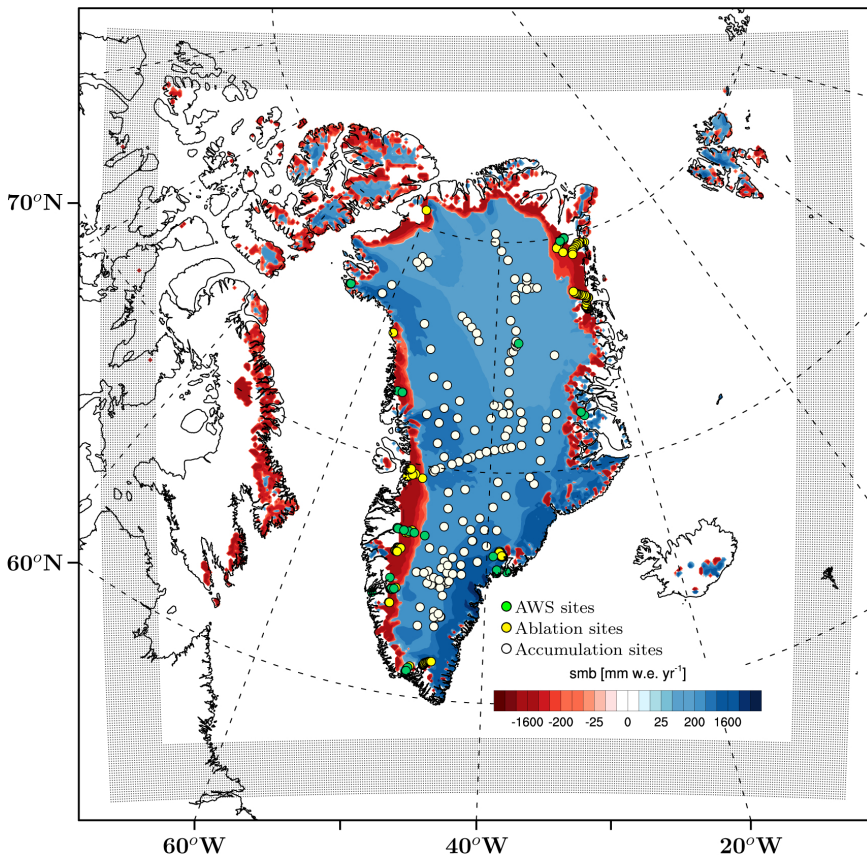 70°N
60°N
AWS sites
Ablation sites
Accumulation sites
smb [mm w.e. yr⁻¹]
-1600 -200 -25 0 25 200 1600
60°W 40°W 20°W